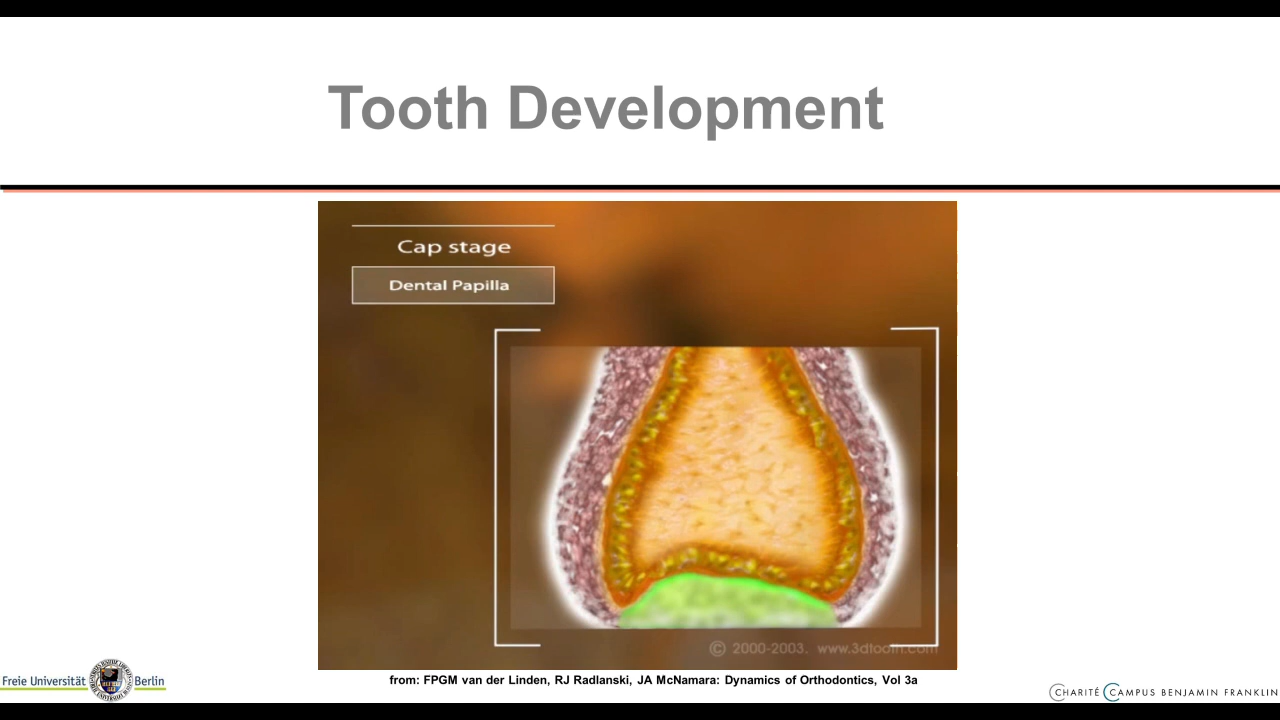 Tooth Development
Cap stage
Dental Papilla
© 2000-2003. www.3dtooth.com
from: FPGM van der Linden, RJ Radlanski, JA McNamara: Dynamics of Orthodontics, Vol 3a
Freie Universität Berlin
CHARITÉ CAMPUS BENJAMIN FRANKLIN